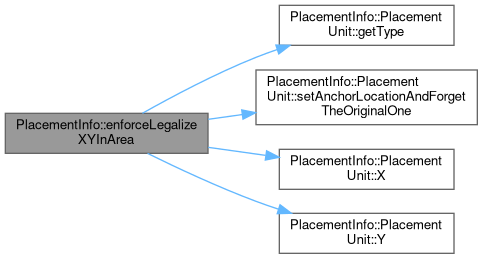 PlacementInfo::Placement
Unit::getType
PlacementInfo::Placement
Unit::setAnchorLocationAndForget
TheOriginalOne
PlacementInfo::enforceLegalize
XYInArea
PlacementInfo::Placement
Unit::X
PlacementInfo::Placement
Unit::Y